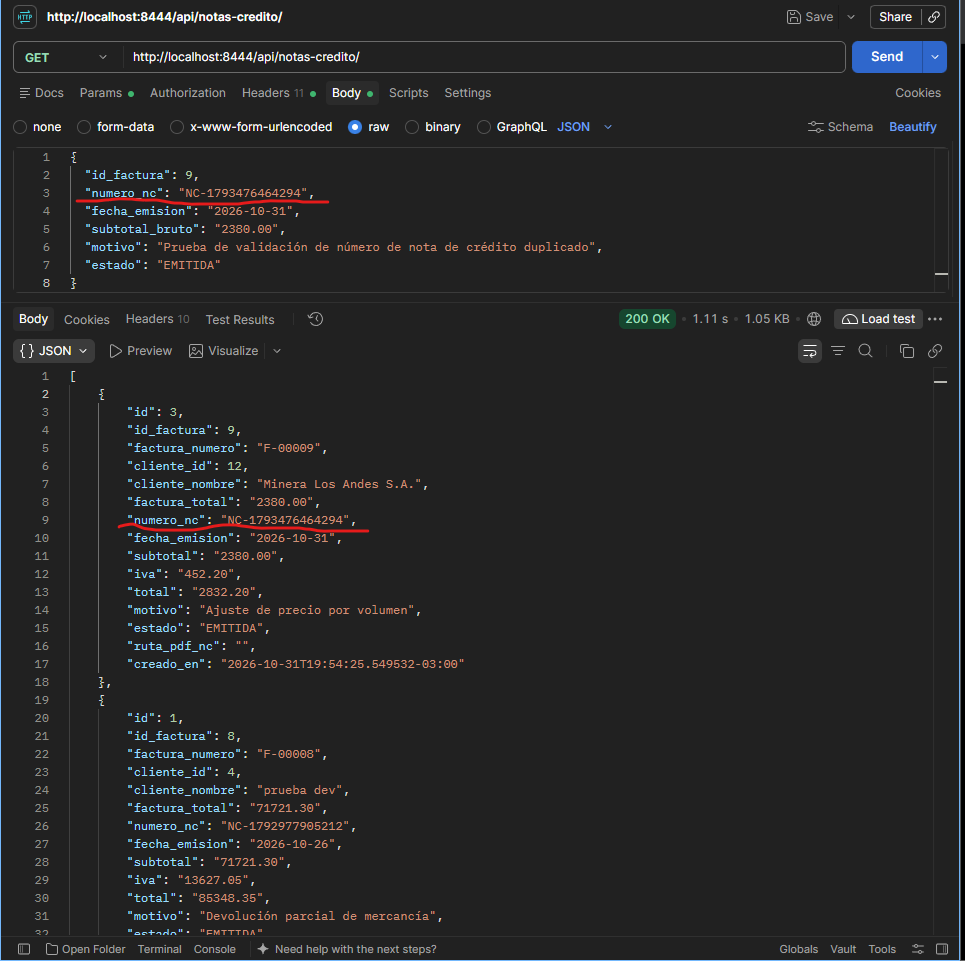 HTTP http://localhost:8444/api/notas-credito/ Save Share
GET http://localhost:8444/api/notas-credito/ Send
Docs Params Authorization Headers 11 Body Scripts Settings Cookies
none form-data x-www-form-urlencoded raw binary GraphQL JSON Schema Beautify
1 {
2 "id_factura": 9,
3 "numero_nc": "NC-1793476464294",
4 "fecha_emision": "2026-10-31",
5 "subtotal_bruto": "2380.00",
6 "motivo": "Prueba de validación de número de nota de crédito duplicado",
7 "estado": "EMITIDA"
8 }
Body Cookies Headers 10 Test Results 200 OK • 1.11 s • 1.05 KB • Load test
{} JSON Preview Visualize
1 [
2 {
3 "id": 3,
4 "id_factura": 9,
5 "factura_numero": "F-00009",
6 "cliente_id": 12,
7 "cliente_nombre": "Minera Los Andes S.A.",
8 "factura_total": "2380.00",
9 "numero_nc": "NC-1793476464294",
10 "fecha_emision": "2026-10-31",
11 "subtotal": "2380.00",
12 "iva": "452.20",
13 "total": "2832.20",
14 "motivo": "Ajuste de precio por volumen",
15 "estado": "EMITIDA",
16 "ruta_pdf_nc": "",
17 "creado_en": "2026-10-31T19:54:25.549532-03:00"
18 },
19 {
20 "id": 1,
21 "id_factura": 8,
22 "factura_numero": "F-00008",
23 "cliente_id": 4,
24 "cliente_nombre": "prueba dev",
25 "factura_total": "71721.30",
26 "numero_nc": "NC-1792977905212",
27 "fecha_emision": "2026-10-26",
28 "subtotal": "71721.30",
29 "iva": "13627.05",
30 "total": "85348.35",
31 "motivo": "Devolución parcial de mercancía",
32 "estado": "EMITIDA"
Open Folder Terminal Console Need help with the next steps? Globals Vault Tools